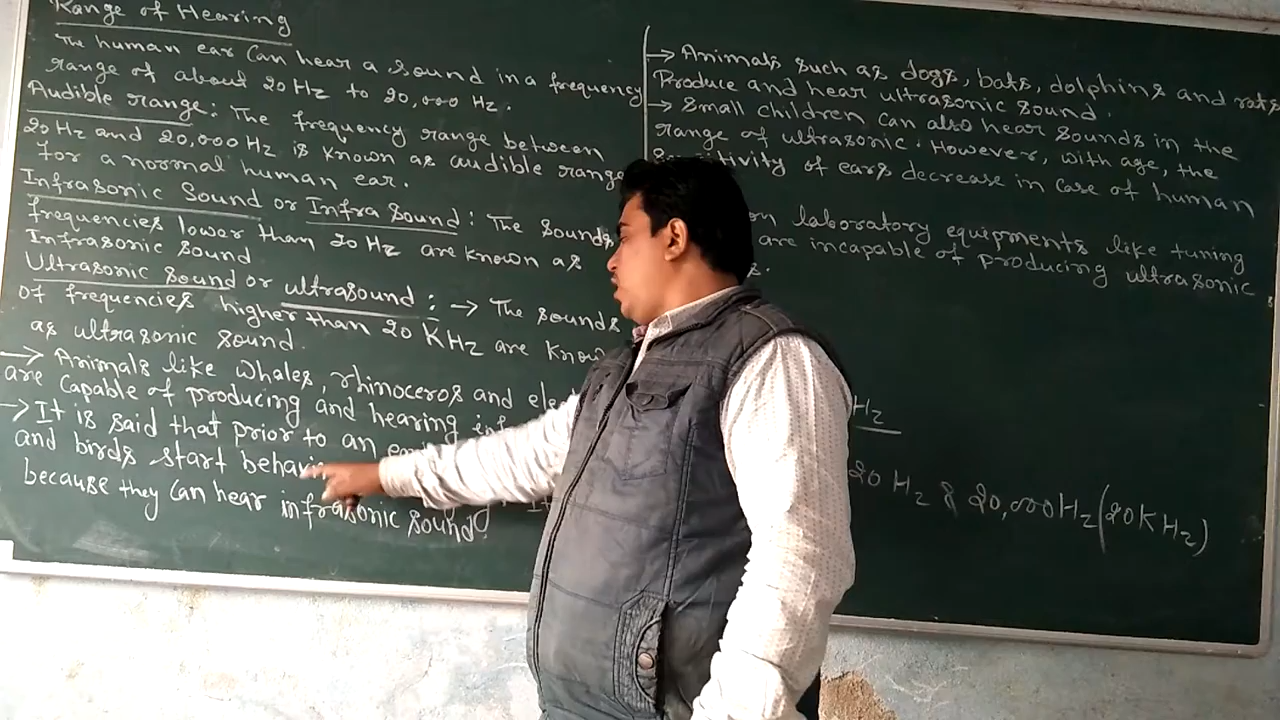 Range of Hearing
The human ear Can hear a sound in a frequency
range of about 20 Hz to 20,000 Hz.
Audible range: The frequency range between
20 Hz and 20,000 Hz is known as audible range
for a normal human ear.
Infrasonic Sound or Infra Sound: The Sounds
frequencies lower than 20 Hz are known as
Infrasonic Sound
Ultrasonic Sound or ultrasound: → The sounds
of frequencies higher than 20 KHz are
as ultrasonic sound.
→ Animals like whales, rhinoceros and
are Capable of producing and hearing
→ It is said that prior to an
and birds start
because they Can hear infrasonic sound.
→ Animals such as dogs, bats, dolphins and rats
Produce and hear ultrasonic sound.
→ Small children can also hear sounds in the
range of ultrasonic. However, with age, the
of ears decrease in Case of human
laboratory equipments like tuning
are incapable of producing ultrasonic
Hz
20 Hz & 20,000Hz (20KHz)